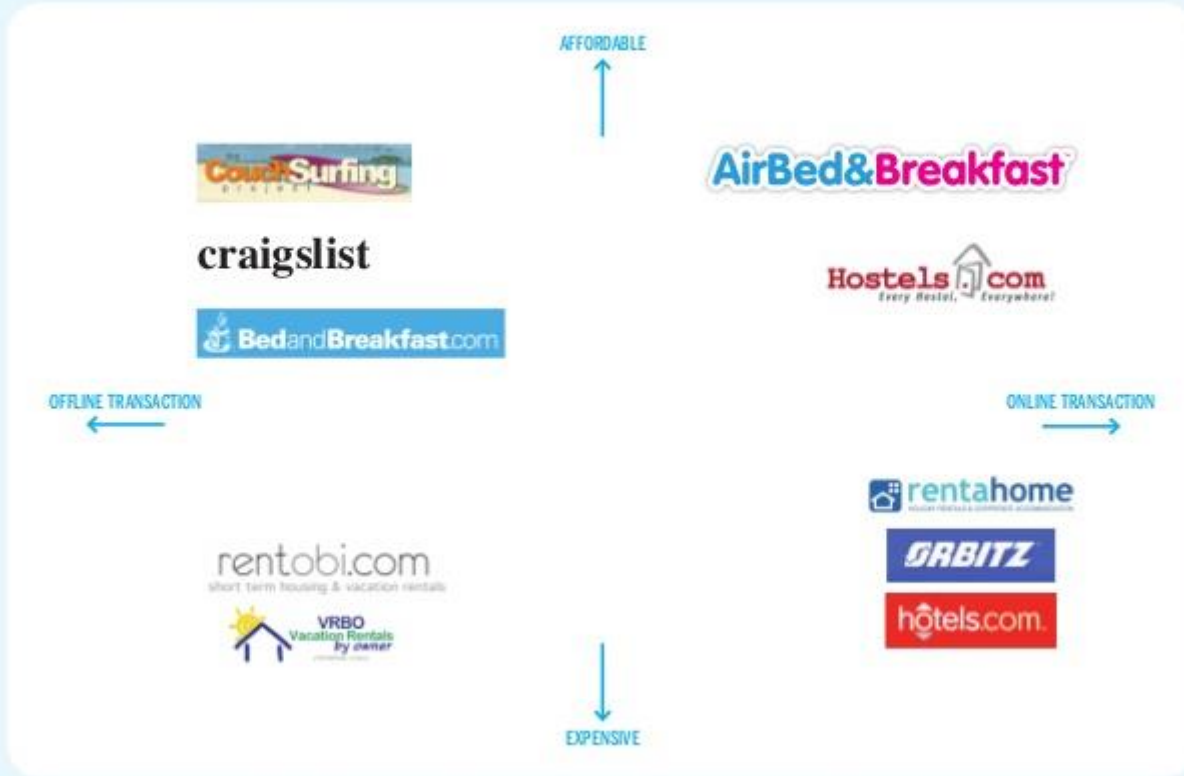 AFFORDABLE
CouchSurfing
project
AirBed&Breakfast
craigslist
Hostels.com
Every Hostel, Everywhere!
BedandBreakfast.com
OFFLINE TRANSACTION
ONLINE TRANSACTION
rentahome
ORBITZ
rentobi.com
short term housing & vacation rentals
hotels.com
VRBO
Vacation Rentals
by owner
EXPENSIVE